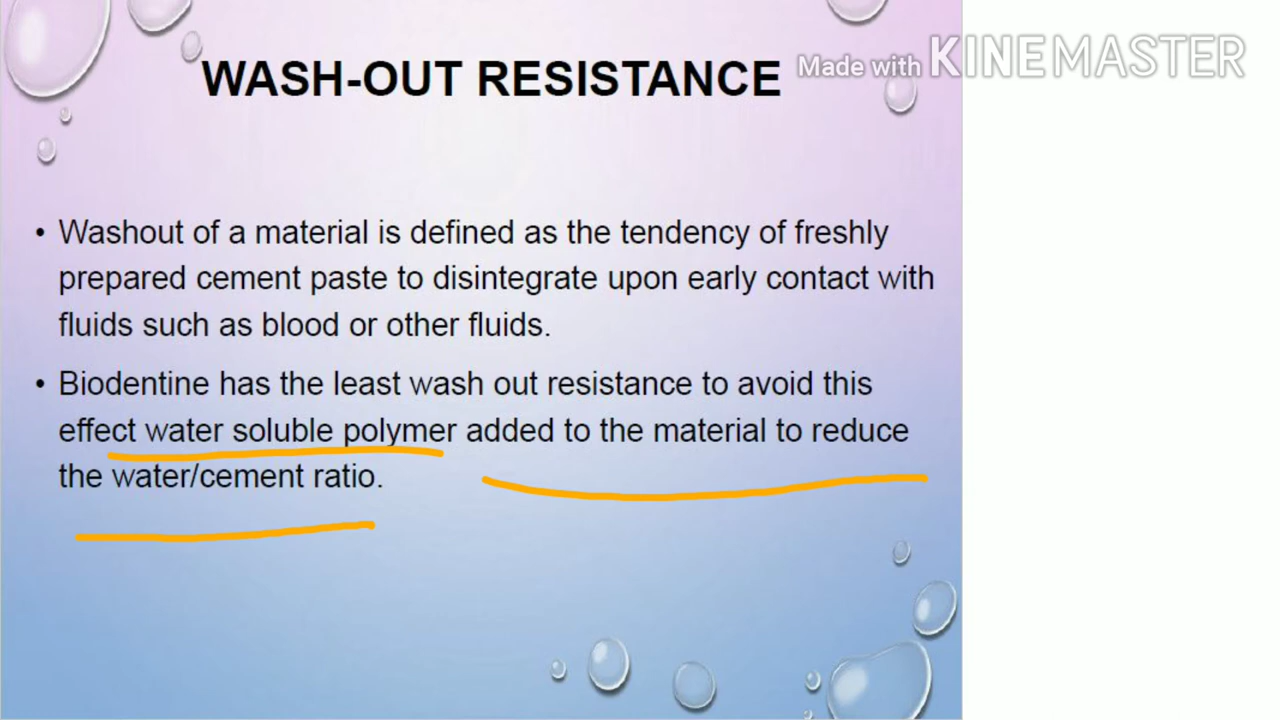 Made with KINEMASTER
WASH-OUT RESISTANCE
• Washout of a material is defined as the tendency of freshly
prepared cement paste to disintegrate upon early contact with
fluids such as blood or other fluids.
• Biodentine has the least wash out resistance to avoid this
effect water soluble polymer added to the material to reduce
the water/cement ratio.